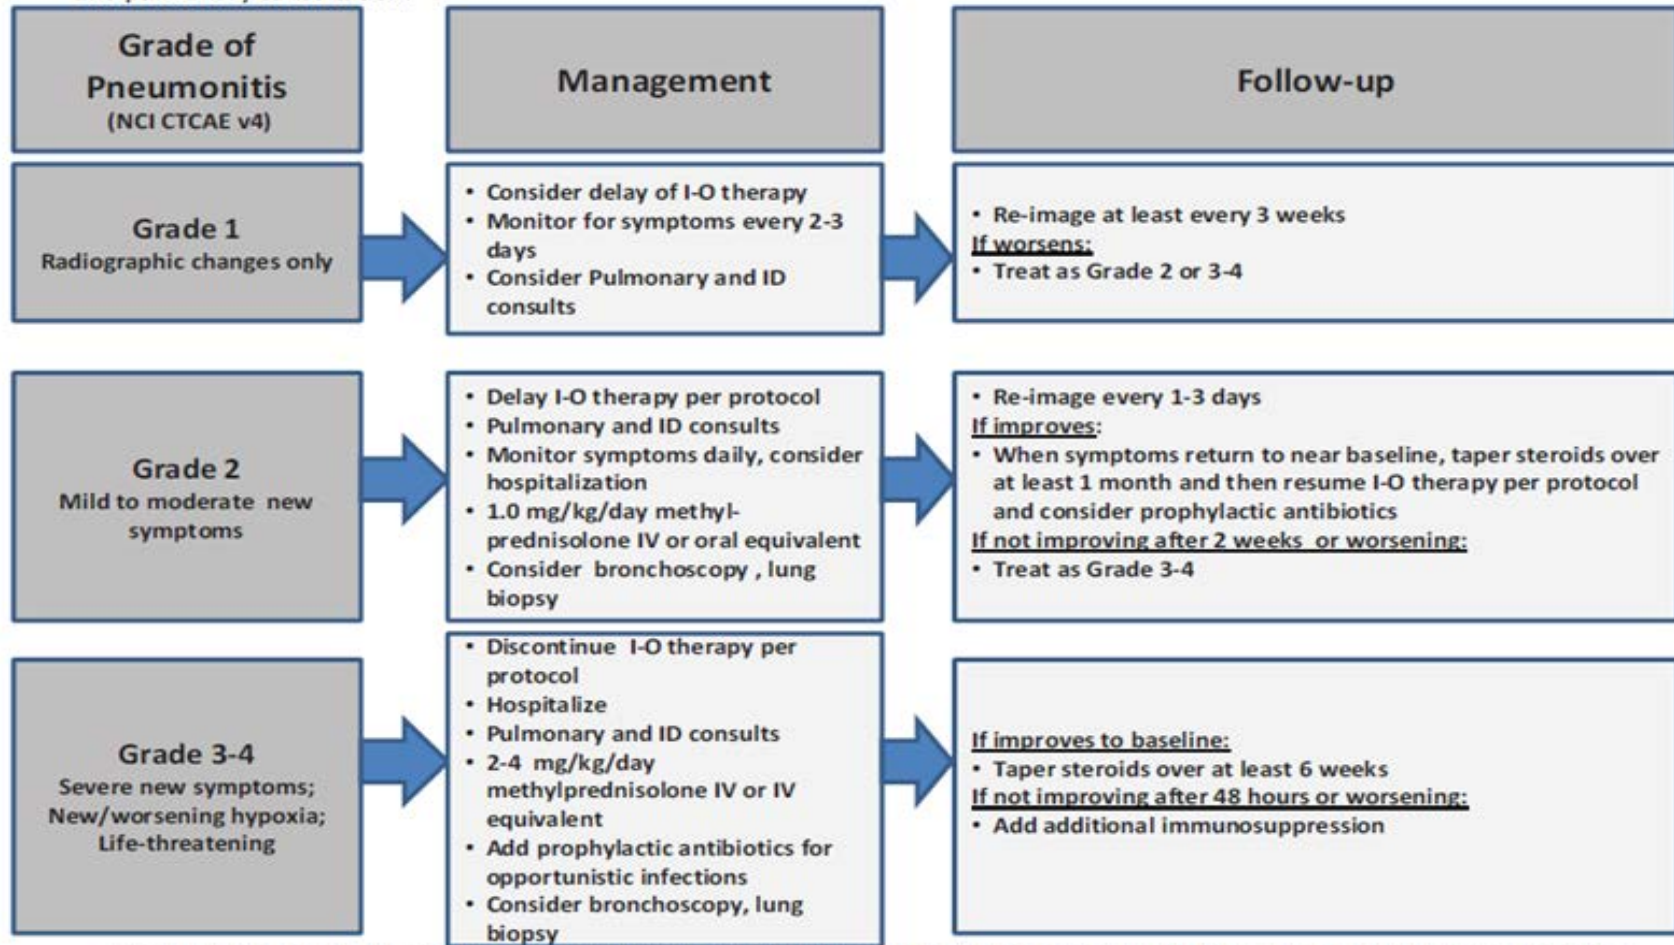 Grade of
Pneumonitis
(NCI CTCAE v4)
Management
Follow-up
Grade 1
Radiographic changes only
• Consider delay of I-O therapy
• Monitor for symptoms every 2-3
days
• Consider Pulmonary and ID
consults
• Re-image at least every 3 weeks
If worsens:
• Treat as Grade 2 or 3-4
Grade 2
Mild to moderate new
symptoms
• Delay I-O therapy per protocol
• Pulmonary and ID consults
• Monitor symptoms daily, consider
hospitalization
• 1.0 mg/kg/day methyl-
prednisolone IV or oral equivalent
• Consider bronchoscopy , lung
biopsy
• Re-image every 1-3 days
If improves:
• When symptoms return to near baseline, taper steroids over
at least 1 month and then resume I-O therapy per protocol
and consider prophylactic antibiotics
If not improving after 2 weeks or worsening:
• Treat as Grade 3-4
Grade 3-4
Severe new symptoms;
New/worsening hypoxia;
Life-threatening
• Discontinue I-O therapy per
protocol
• Hospitalize
• Pulmonary and ID consults
• 2-4 mg/kg/day
methylprednisolone IV or IV
equivalent
• Add prophylactic antibiotics for
opportunistic infections
• Consider bronchoscopy, lung
biopsy
If improves to baseline:
• Taper steroids over at least 6 weeks
If not improving after 48 hours or worsening:
• Add additional immunosuppression